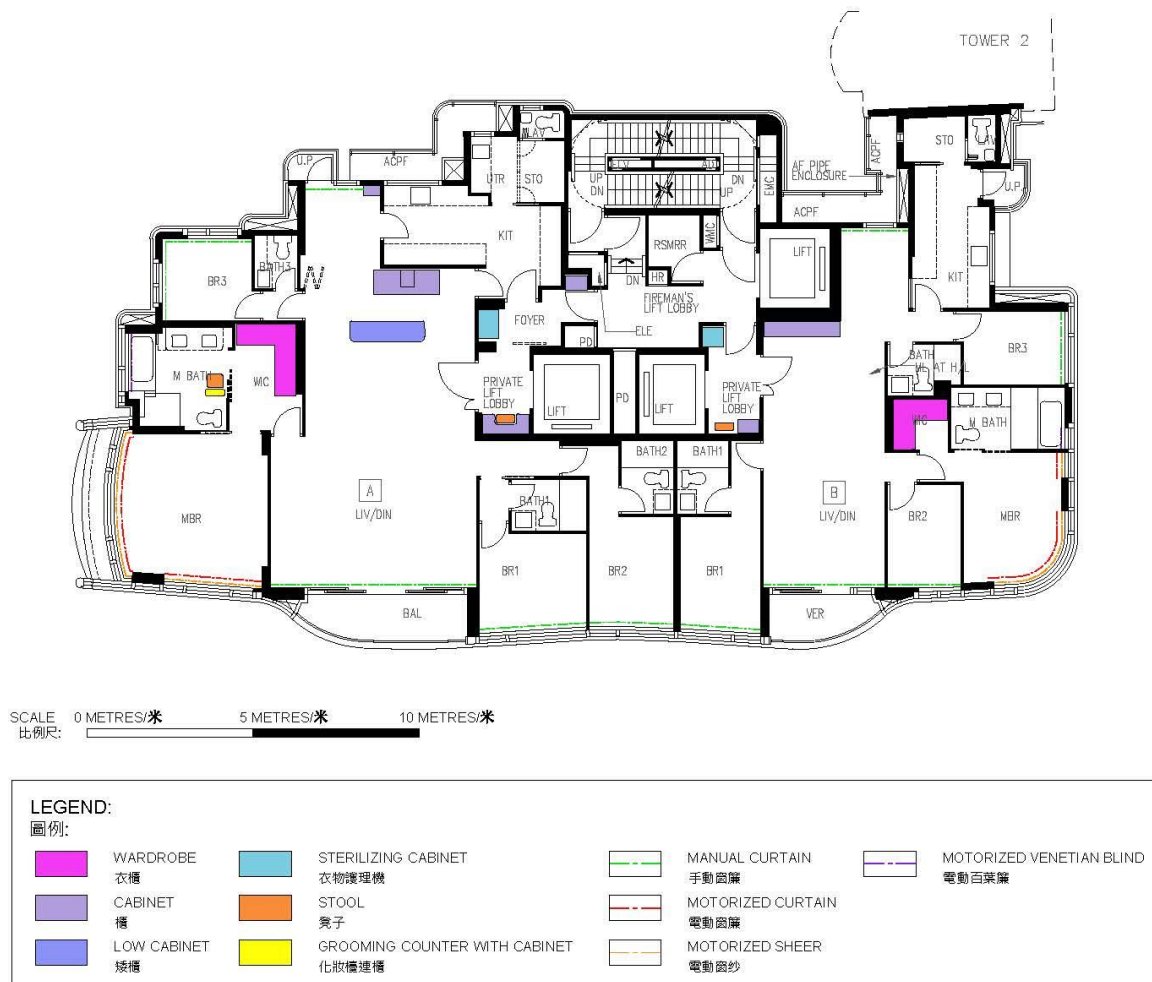 TOWER 2
U.P
ACPF
LAV
UTR
STO
UP
DN
ELV
AD
DN
UP
EMC
AF PIPE
ENCLOSURE
ACPF
ACPF
STO
U.P
KIT
RSMRR
WMC
HR
DN
LIFT
KIT
BR3
BATH3
FOYER
FIREMAN'S
LIFT LOBBY
ELE
PD
BATH
ML AT H/L
BR3
M BATH
WIC
PRIVATE
LIFT
LOBBY
LIFT
PD
LIFT
PRIVATE
LIFT
LOBBY
WIC
M BATH
BATH2
BATH1
A
LIV/DIN
MBR
BATH1
B
LIV/DIN
BR2
MBR
BR1
BR2
BR1
BAL
VER
SCALE 0 METRES/米 5 METRES/米 10 METRES/米
比例尺:
LEGEND:
圖例:
WARDROBE
衣櫃
STERILIZING CABINET
衣物護理機
MANUAL CURTAIN
手動窗簾
MOTORIZED VENETIAN BLIND
電動百葉簾
CABINET
櫃
STOOL
凳子
MOTORIZED CURTAIN
電動窗簾
LOW CABINET
矮櫃
GROOMING COUNTER WITH CABINET
化妝檯連櫃
MOTORIZED SHEER
電動窗紗